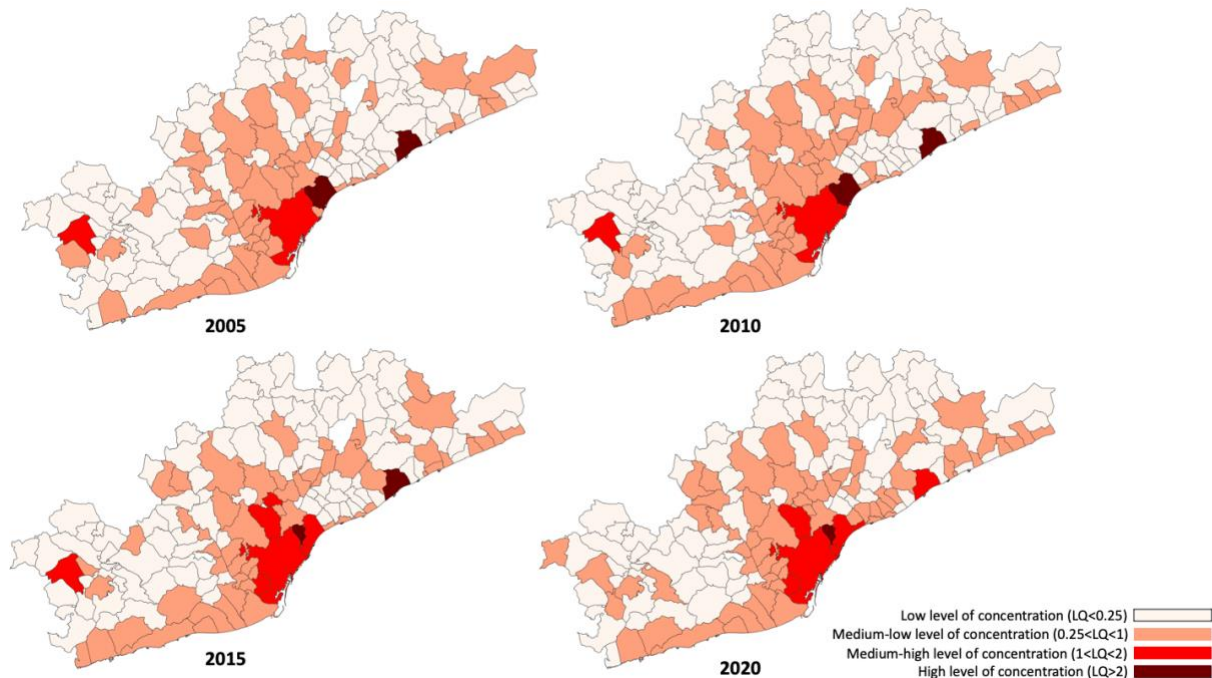 2005
2010
2015
2020
Low level of concentration (LQ<0.25)
Medium-low level of concentration (0.25<LQ<1)
Medium-high level of concentration (1<LQ<2)
High level of concentration (LQ>2)